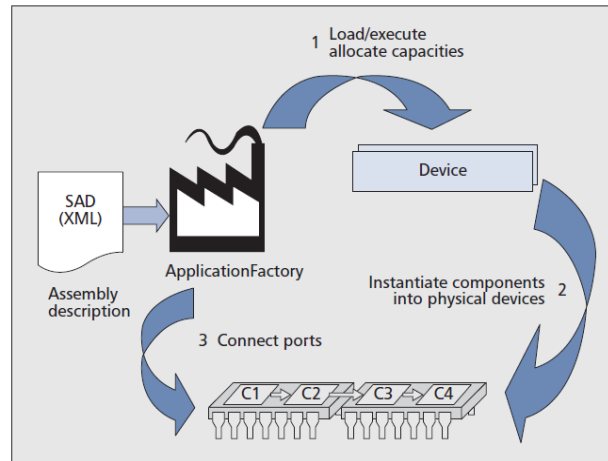 1 Load/execute
allocate capacities
SAD
(XML)
Device
ApplicationFactory
Assembly
description
Instantiate components
into physical devices 2
3 Connect ports
C1 C2 C3 C4